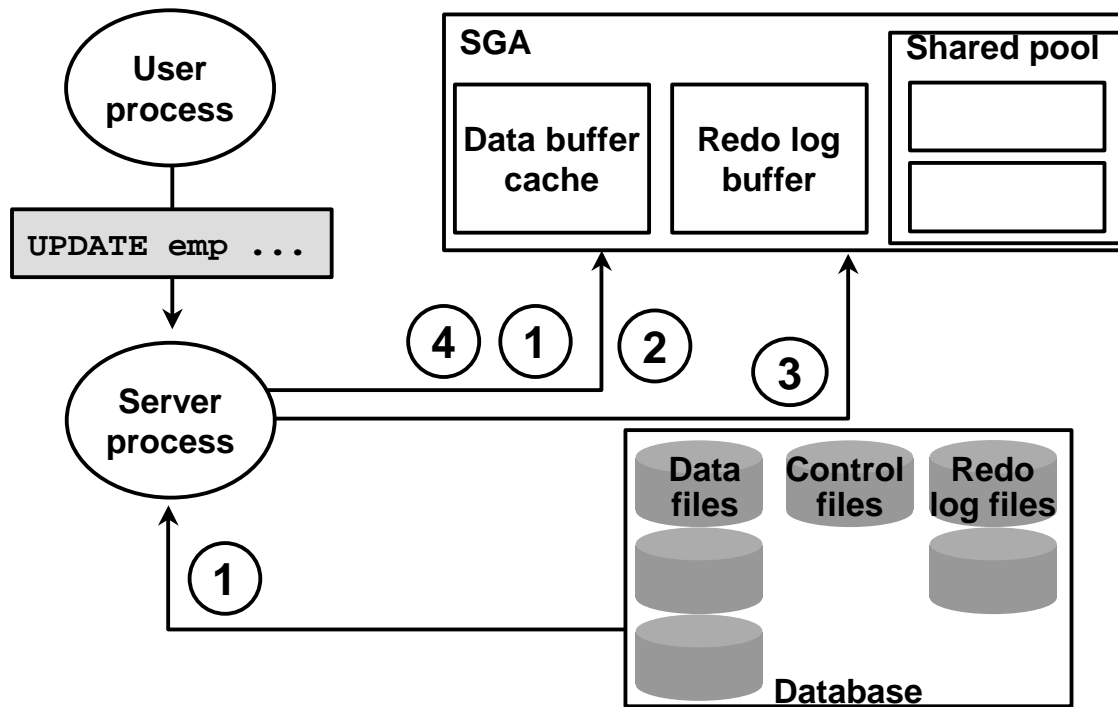 User
process
UPDATE emp ...
Server
process
SGA
Data buffer
cache
Redo log
buffer
Shared pool
4
1
2
3
1
Data
files
Control
files
Redo
log files
Database